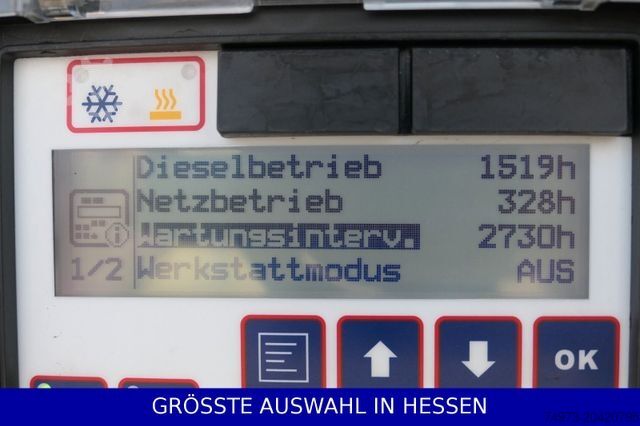 Dieselbetrieb 1519h
Netzbetrieb 328h
Wartungsinterv. 2730h
1/2 Werkstattmodus AUS
OK
GRÖSSTE AUSWAHL IN HESSEN